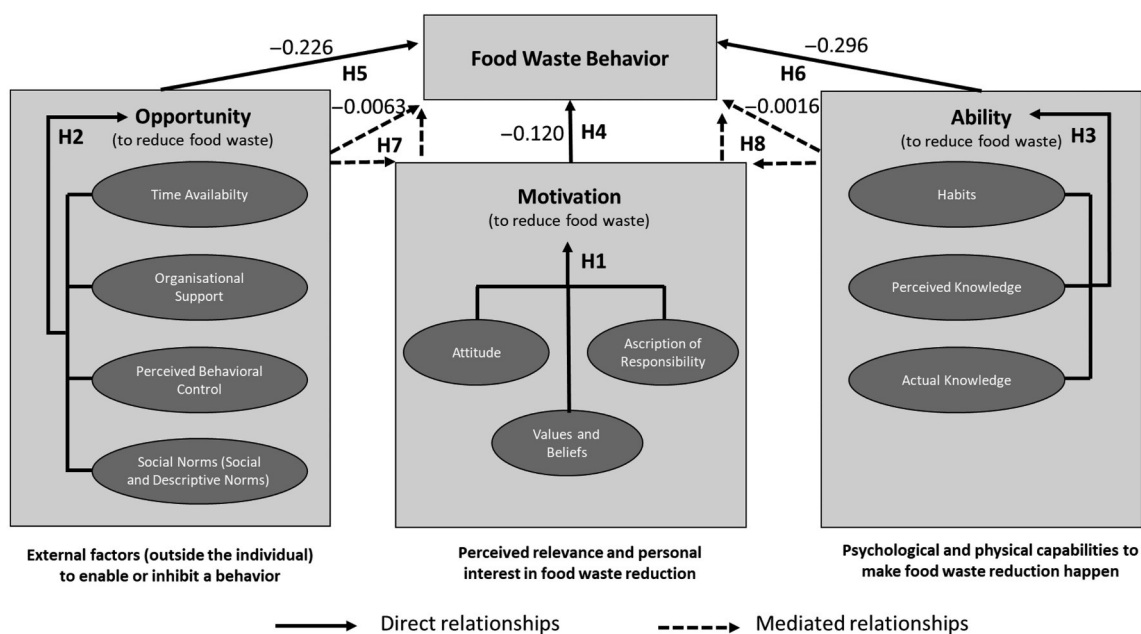 −0.226
Food Waste Behavior
−0.296
H5
H6
−0.0063
−0.0016
H2
Opportunity
(to reduce food waste)
H7
−0.120
H4
H8
Ability
(to reduce food waste)
H3
Time Availabilty
Organisational
Support
Perceived Behavioral
Control
Social Norms (Social
and Descriptive Norms)
Motivation
(to reduce food waste)
H1
Attitude
Ascription of
Responsibility
Values and
Beliefs
Habits
Perceived Knowledge
Actual Knowledge
External factors (outside the individual)
to enable or inhibit a behavior
Perceived relevance and personal
interest in food waste reduction
Psychological and physical capabilities to
make food waste reduction happen
Direct relationships
Mediated relationships